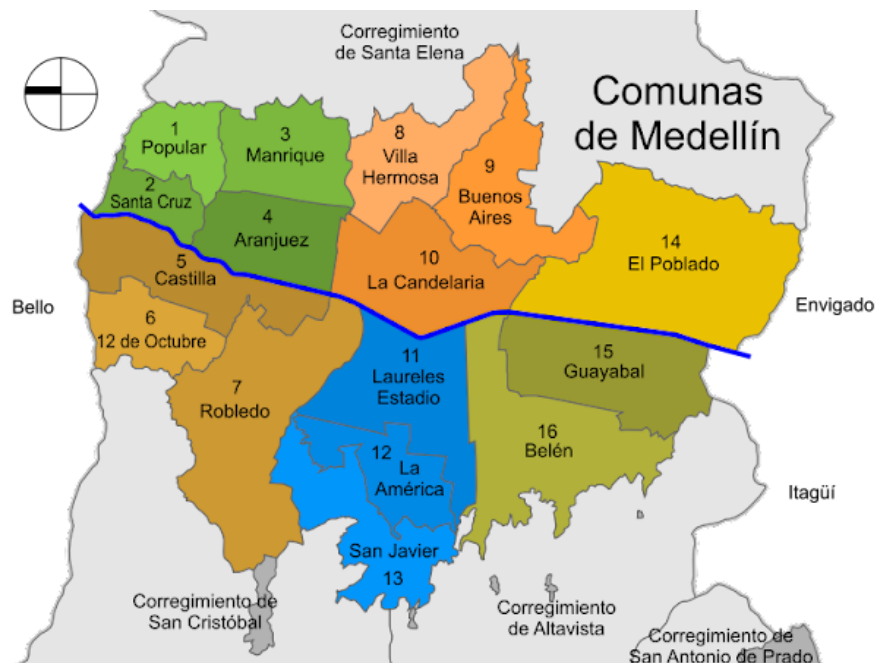 Corregimiento
de Santa Elena
Comunas
de Medellín
1
Popular
3
Manrique
8
Villa
Hermosa
9
Buenos
Aires
2
Santa Cruz
4
Aranjuez
14
El Poblado
10
La Candelaria
5
Castilla
Bello
Envigado
6
12 de Octubre
7
Robledo
11
Laureles
Estadio
15
Guayabal
16
Belén
12
La
América
Itagüí
San Javier
13
Corregimiento de
San Cristóbal
Corregimiento
de Altavista
Corregimiento de
San Antonio de Prado